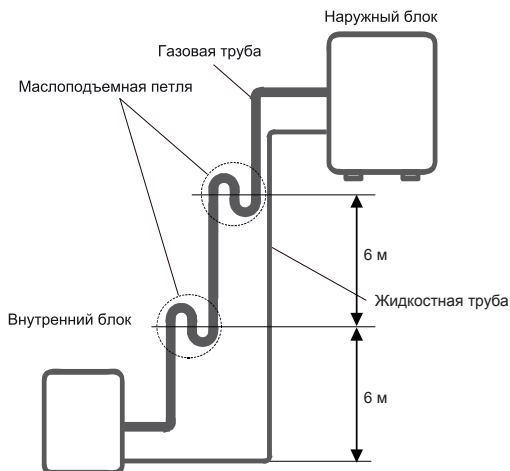 Наружный блок
Газовая труба
Маслоподъемная петля
6 м
Жидкостная труба
Внутренний блок
6 м